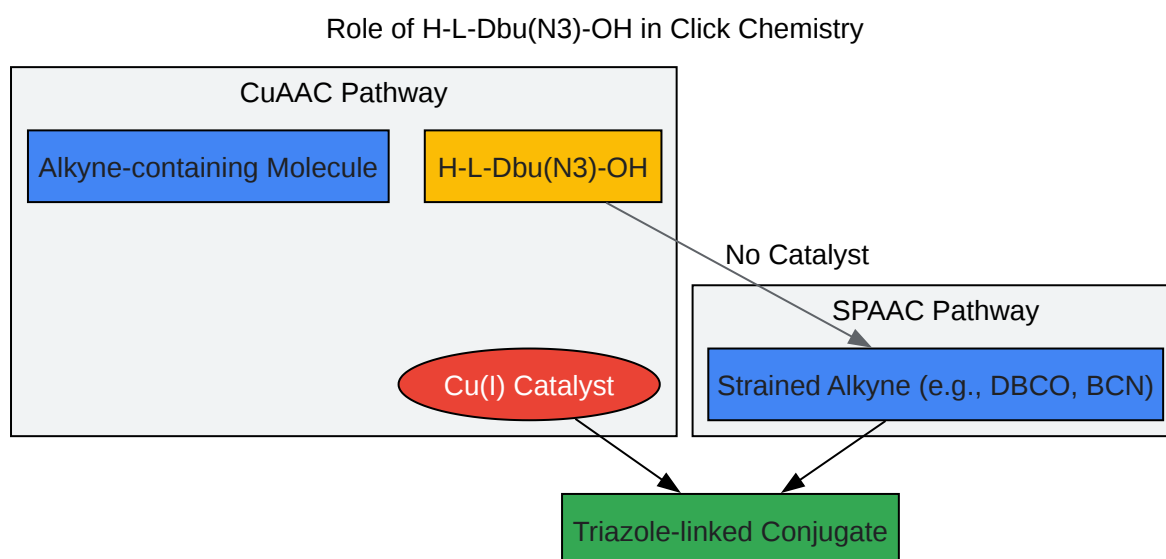 Role of H-L-Dbu(N3)-OH in Click Chemistry
CuAAC Pathway
Alkyne-containing Molecule
H-L-Dbu(N3)-OH
No Catalyst
SPAAC Pathway
Cu(I) Catalyst
Strained Alkyne (e.g., DBCO, BCN)
Triazole-linked Conjugate